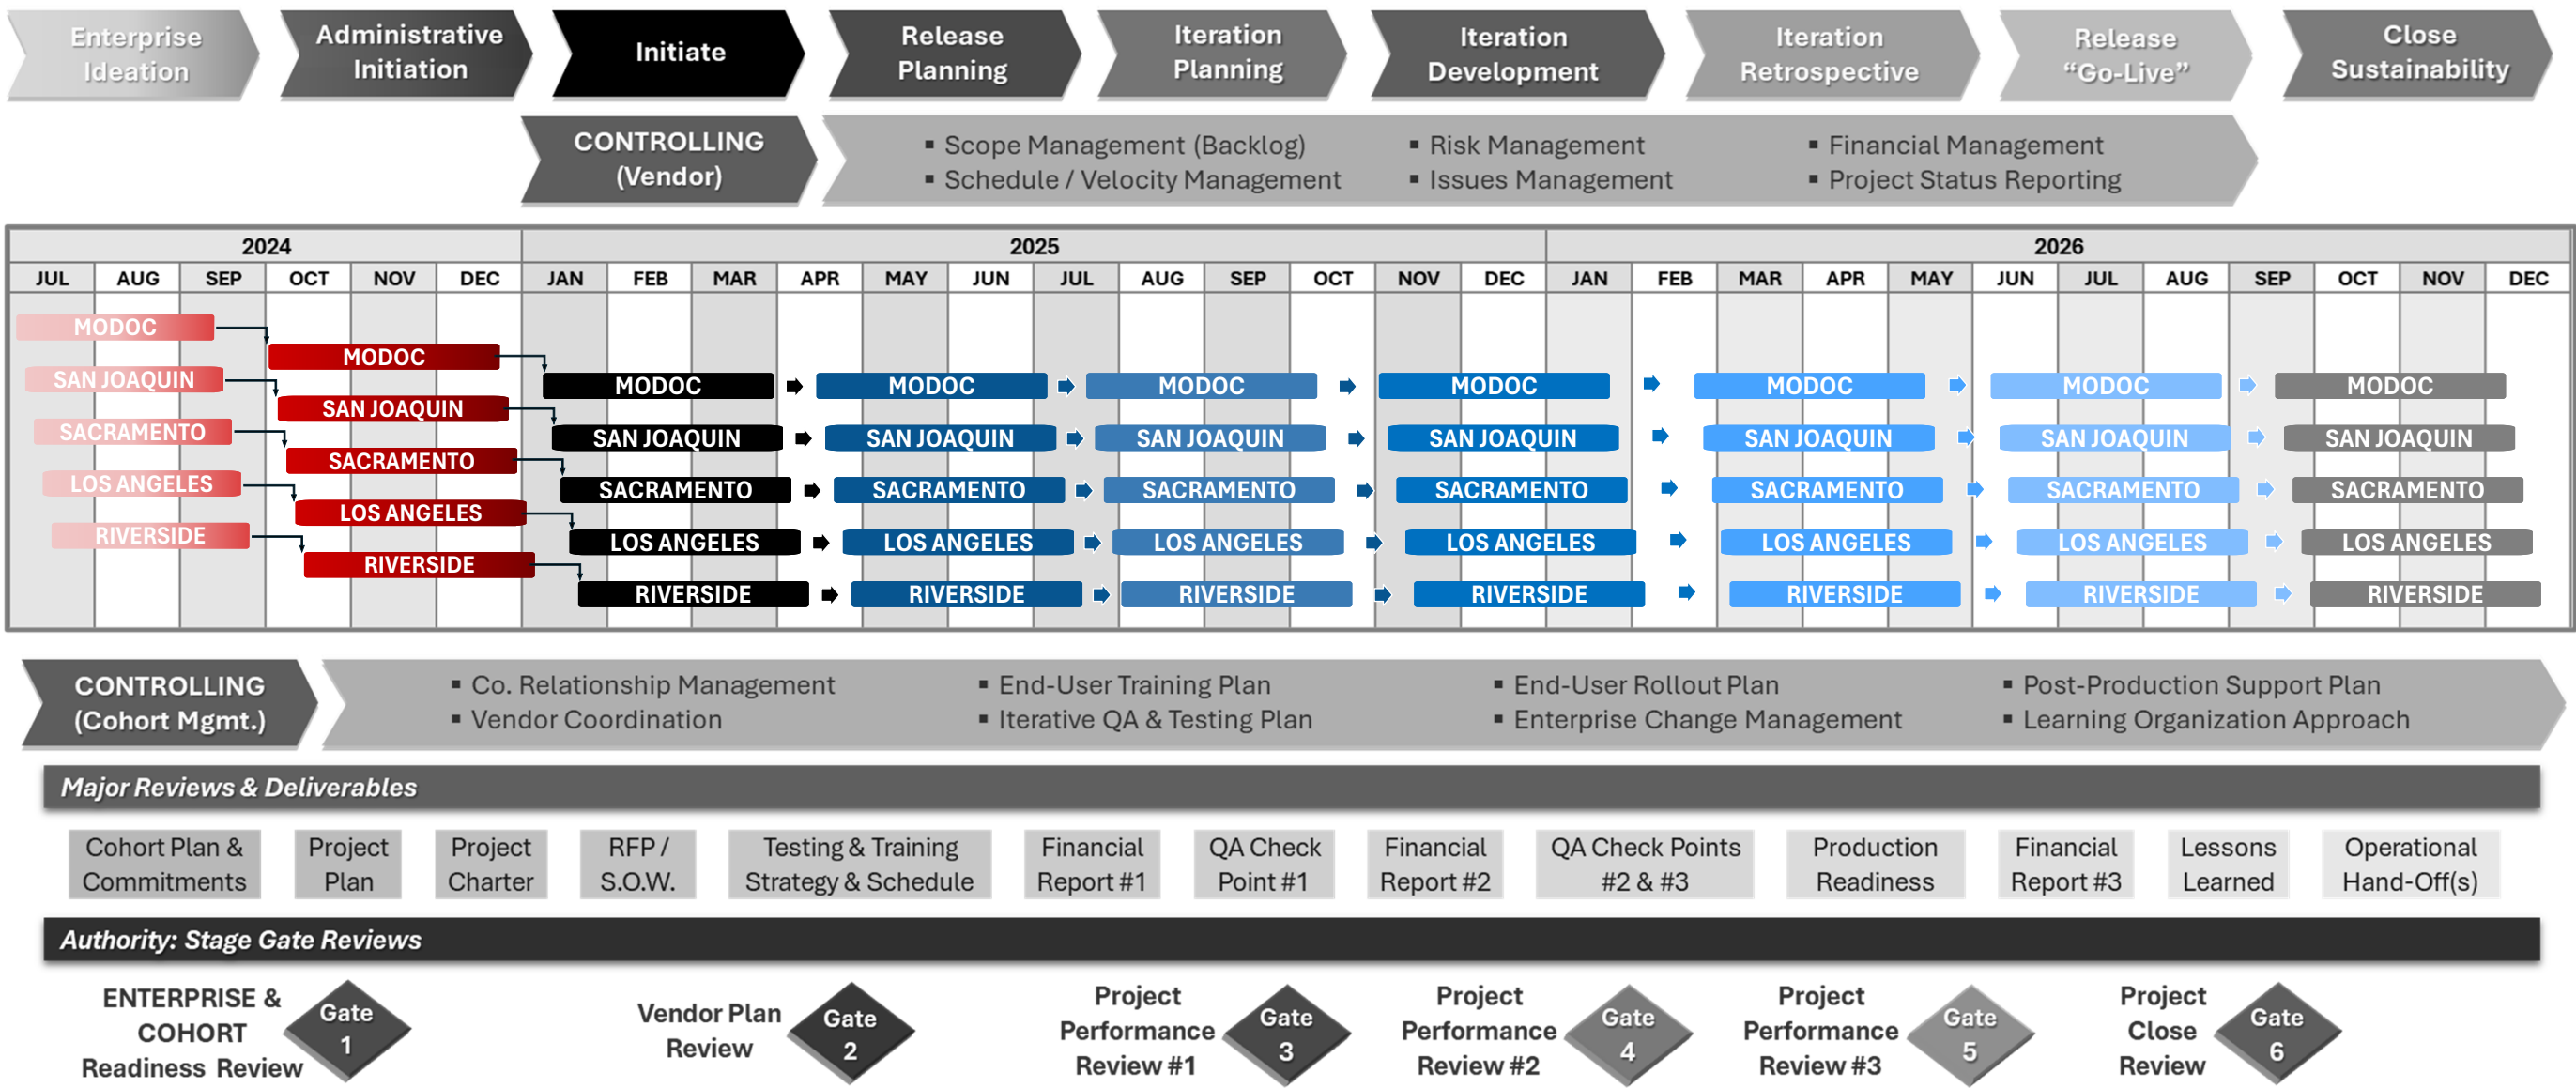 Enterprise
Ideation
Administrative
Initiation
Initiate
Release
Planning
Iteration
Planning
Iteration
Development
Iteration
Retrospective
Release
“Go-Live”
Close
Sustainability
CONTROLLING
(Vendor)
▪ Scope Management (Backlog)
▪ Schedule / Velocity Management
▪ Risk Management
▪ Issues Management
▪ Financial Management
▪ Project Status Reporting
2024 2025 2026
JUL AUG SEP OCT NOV DEC JAN FEB MAR APR MAY JUN JUL AUG SEP OCT NOV DEC JAN FEB MAR APR MAY JUN JUL AUG SEP OCT NOV DEC
MODOC
MODOC
MODOC MODOC MODOC MODOC MODOC MODOC MODOC
SAN JOAQUIN
SAN JOAQUIN
SAN JOAQUIN SAN JOAQUIN SAN JOAQUIN SAN JOAQUIN SAN JOAQUIN SAN JOAQUIN SAN JOAQUIN
SACRAMENTO
SACRAMENTO
SACRAMENTO SACRAMENTO SACRAMENTO SACRAMENTO SACRAMENTO SACRAMENTO SACRAMENTO
LOS ANGELES
LOS ANGELES
LOS ANGELES LOS ANGELES LOS ANGELES LOS ANGELES LOS ANGELES LOS ANGELES LOS ANGELES
RIVERSIDE
RIVERSIDE
RIVERSIDE RIVERSIDE RIVERSIDE RIVERSIDE RIVERSIDE RIVERSIDE RIVERSIDE
CONTROLLING
(Cohort Mgmt.)
▪ Co. Relationship Management
▪ Vendor Coordination
▪ End-User Training Plan
▪ Iterative QA & Testing Plan
▪ End-User Rollout Plan
▪ Enterprise Change Management
▪ Post-Production Support Plan
▪ Learning Organization Approach
Major Reviews & Deliverables
Cohort Plan &
Commitments
Project
Plan
Project
Charter
RFP /
S.O.W.
Testing & Training
Strategy & Schedule
Financial
Report #1
QA Check
Point #1
Financial
Report #2
QA Check Points
#2 & #3
Production
Readiness
Financial
Report #3
Lessons
Learned
Operational
Hand-Off(s)
Authority: Stage Gate Reviews
ENTERPRISE &
COHORT
Readiness Review
Gate
1
Vendor Plan
Review
Gate
2
Project
Performance
Review #1
Gate
3
Project
Performance
Review #2
Gate
4
Project
Performance
Review #3
Gate
5
Project
Close
Review
Gate
6